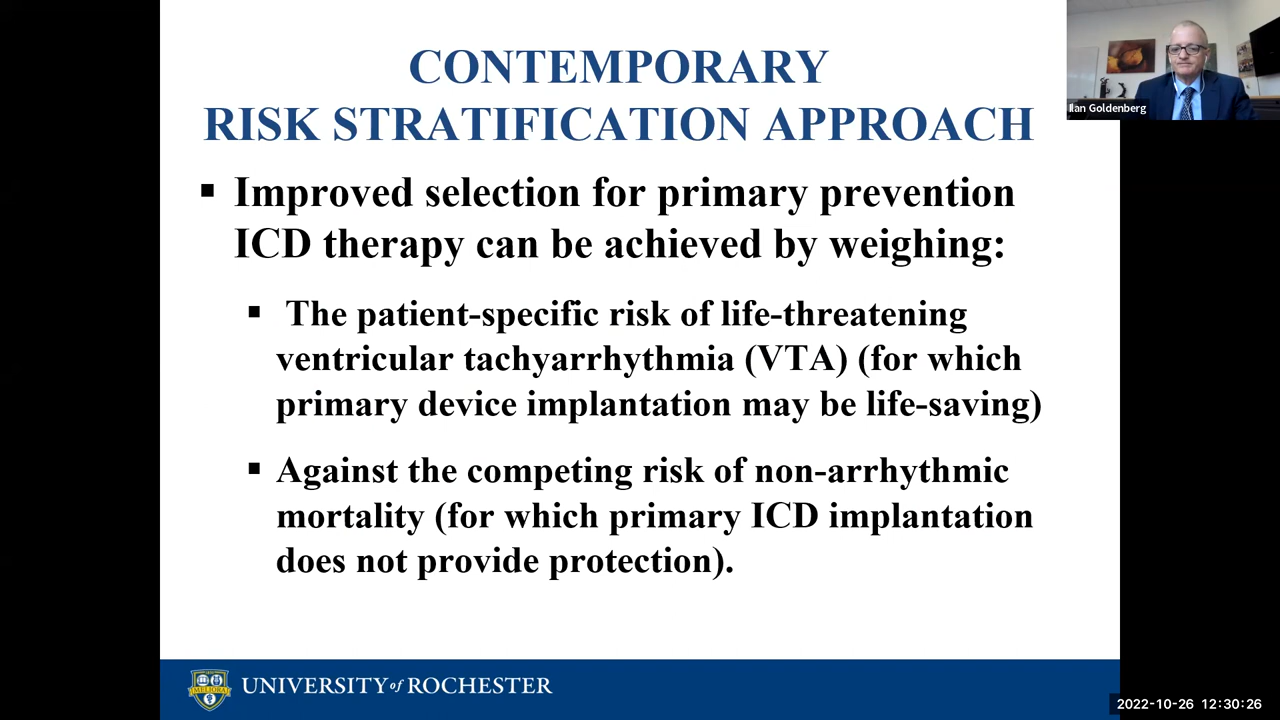 CONTEMPORARY
RISK STRATIFICATION APPROACH
▪ Improved selection for primary prevention
ICD therapy can be achieved by weighing:
▪ The patient-specific risk of life-threatening
ventricular tachyarrhythmia (VTA) (for which
primary device implantation may be life-saving)
▪ Against the competing risk of non-arrhythmic
mortality (for which primary ICD implantation
does not provide protection).
Ilan Goldenberg
MELIORA
UNIVERSITY of ROCHESTER
2022-10-26 12:30:26